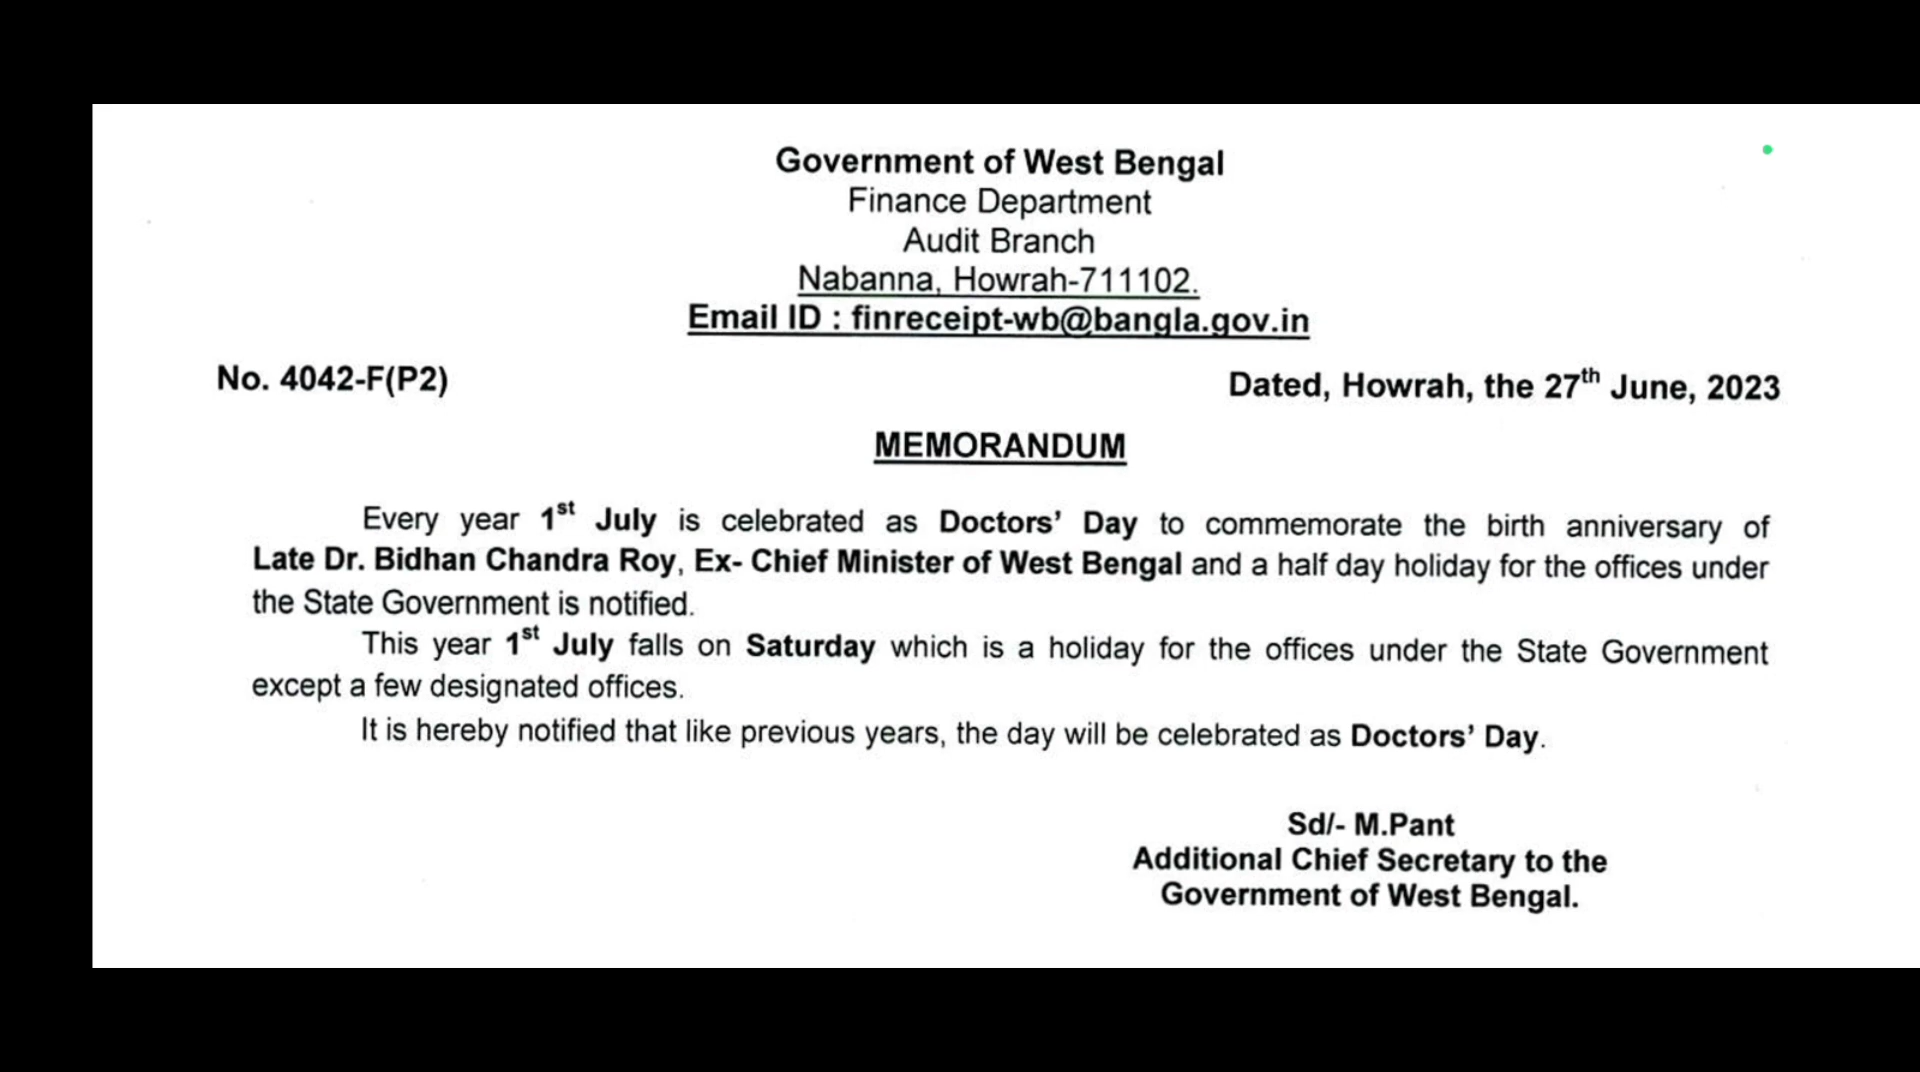 Government of West Bengal
Finance Department
Audit Branch
Nabanna, Howrah-711102.
Email ID : finreceipt-wb@bangla.gov.in
No. 4042-F(P2)
Dated, Howrah, the 27th June, 2023
MEMORANDUM
Every year 1st July is celebrated as Doctors' Day to commemorate the birth anniversary of
Late Dr. Bidhan Chandra Roy, Ex- Chief Minister of West Bengal and a half day holiday for the offices under
the State Government is notified.
This year 1st July falls on Saturday which is a holiday for the offices under the State Government
except a few designated offices.
It is hereby notified that like previous years, the day will be celebrated as Doctors' Day.
Sd/- M.Pant
Additional Chief Secretary to the
Government of West Bengal.